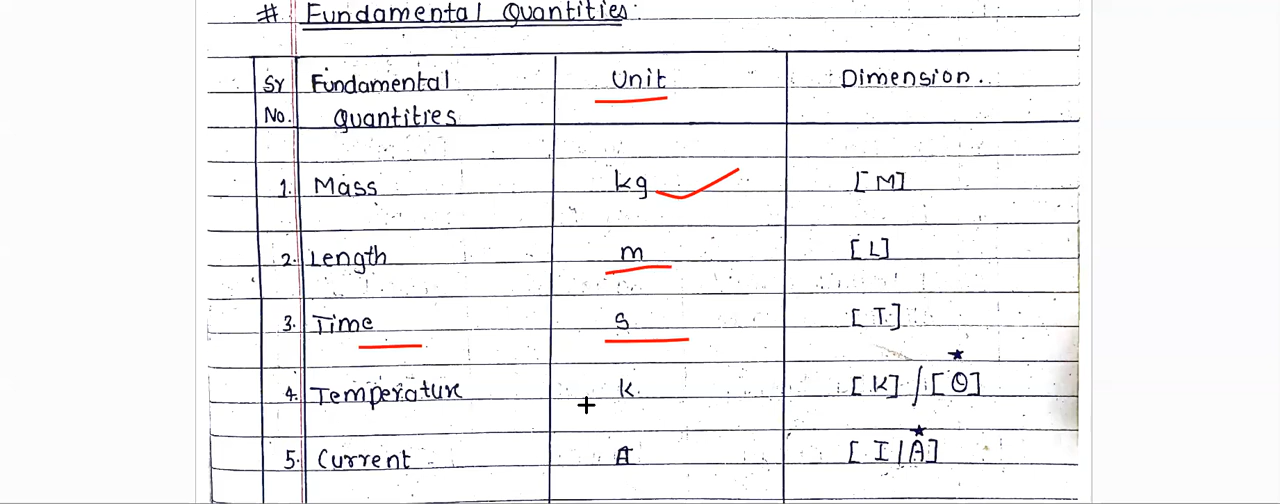 # Fundamental Quantities:
Sr No. Fundamental Quantities Unit Dimension.
1. Mass kg [M]
2. Length m [L]
3. Time s [T]
4. Temperature k [K] / [θ]
5. Current A [I/A]